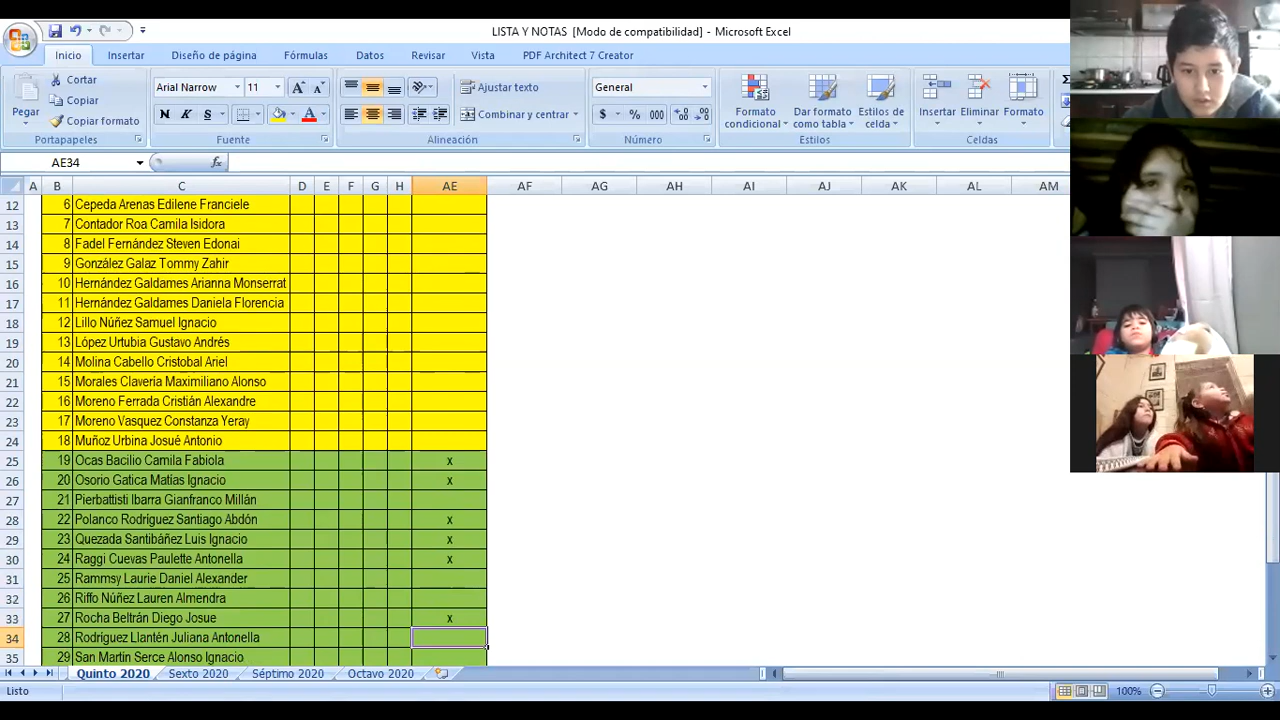 LISTA Y NOTAS [Modo de compatibilidad] - Microsoft Excel
Inicio Insertar Diseño de página Fórmulas Datos Revisar Vista PDF Architect 7 Creator
Pegar Cortar
Copiar
Copiar formato
Portapapeles
Arial Narrow 11
N K S
Fuente
Ajustar texto
Combinar y centrar
Alineación
General
$ % 000
Número
Formato condicional
Dar formato como tabla
Estilos de celda
Estilos
Insertar Eliminar Formato
Celdas
AE34 fx
A B C D E F G H AE AF AG AH AI AJ AK AL AM
12 6 Cepeda Arenas Edilene Franciele
13 7 Contador Roa Camila Isidora
14 8 Fadel Fernández Steven Edonai
15 9 González Galaz Tommy Zahir
16 10 Hernández Galdames Arianna Monserrat
17 11 Hernández Galdames Daniela Florencia
18 12 Lillo Núñez Samuel Ignacio
19 13 López Urtubia Gustavo Andrés
20 14 Molina Cabello Cristobal Ariel
21 15 Morales Clavería Maximiliano Alonso
22 16 Moreno Ferrada Cristián Alexandre
23 17 Moreno Vasquez Constanza Yeray
24 18 Muñoz Urbina Josué Antonio
25 19 Ocas Bacilio Camila Fabiola x
26 20 Osorio Gatica Matías Ignacio x
27 21 Pierbattisti Ibarra Gianfranco Millán
28 22 Polanco Rodríguez Santiago Abdón x
29 23 Quezada Santibáñez Luis Ignacio x
30 24 Raggi Cuevas Paulette Antonella x
31 25 Rammsy Laurie Daniel Alexander
32 26 Riffo Núñez Lauren Almendra
33 27 Rocha Beltrán Diego Josue x
34 28 Rodríguez Llantén Juliana Antonella
35 29 San Martín Serce Alonso Ignacio
Quinto 2020 Sexto 2020 Séptimo 2020 Octavo 2020
Listo 100%